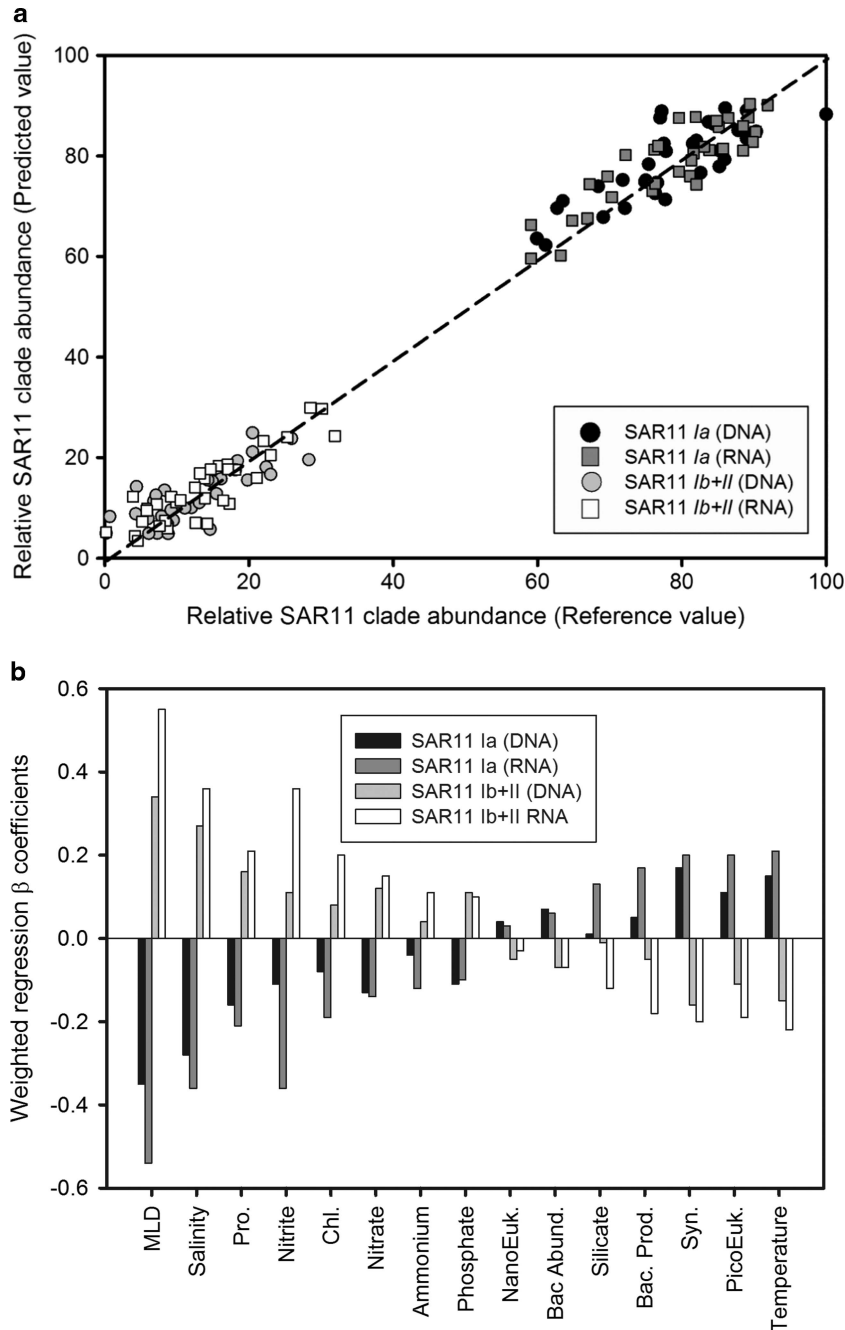 a
Relative SAR11 clade abundance (Predicted value)
100
80
60
40
20
0
SAR11 Ia (DNA)
SAR11 Ia (RNA)
SAR11 Ib+II (DNA)
SAR11 Ib+II (RNA)
0 20 40 60 80 100
Relative SAR11 clade abundance (Reference value)
b
Weighted regression β coefficients
0.6
0.4
0.2
0.0
-0.2
-0.4
-0.6
SAR11 Ia (DNA)
SAR11 Ia (RNA)
SAR11 Ib+II (DNA)
SAR11 Ib+II RNA
MLD
Salinity
Pro.
Nitrite
Chl.
Nitrate
Ammonium
Phosphate
NanoEuk.
Bac Abund.
Silicate
Bac. Prod.
Syn.
PicoEuk.
Temperature